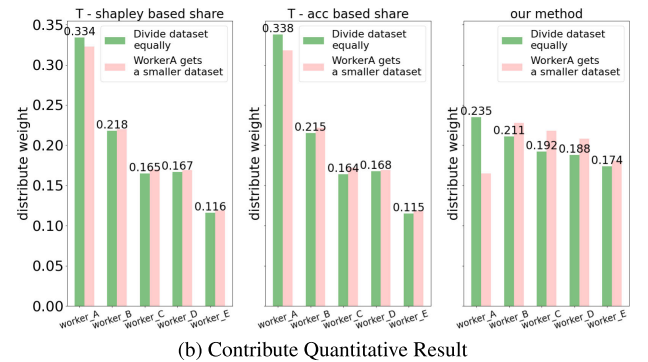 T - shapley based share
distribute weight
0.35
0.30
0.25
0.20
0.15
0.10
0.05
0.00
Divide dataset
equally
WorkerA gets
a smaller dataset
0.334
0.218
0.165
0.167
0.116
worker_A
worker_B
worker_C
worker_D
worker_E
T - acc based share
distribute weight
Divide dataset
equally
WorkerA gets
a smaller dataset
0.338
0.215
0.164
0.168
0.115
worker_A
worker_B
worker_C
worker_D
worker_E
our method
distribute weight
Divide dataset
equally
WorkerA gets
a smaller dataset
0.235
0.211
0.192
0.188
0.174
worker_A
worker_B
worker_C
worker_D
worker_E
(b) Contribute Quantitative Result